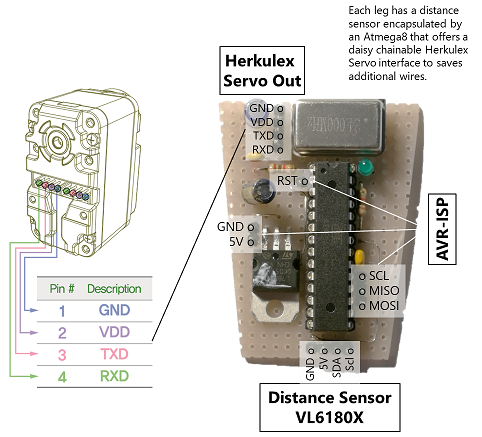 Each leg has a distance
sensor encapsulated by
an Atmega8 that offers a
daisy chainable Herkulex
Servo interface to saves
additional wires.
Herkulex
Servo Out
GND
VDD
TXD
RXD
24.000MHz
RST
GND
5V
AVR-ISP
SCL
MISO
MOSI
Pin # Description
1 GND
2 VDD
3 TXD
4 RXD
GND
5V
SDA
Scl
Distance Sensor
VL6180X